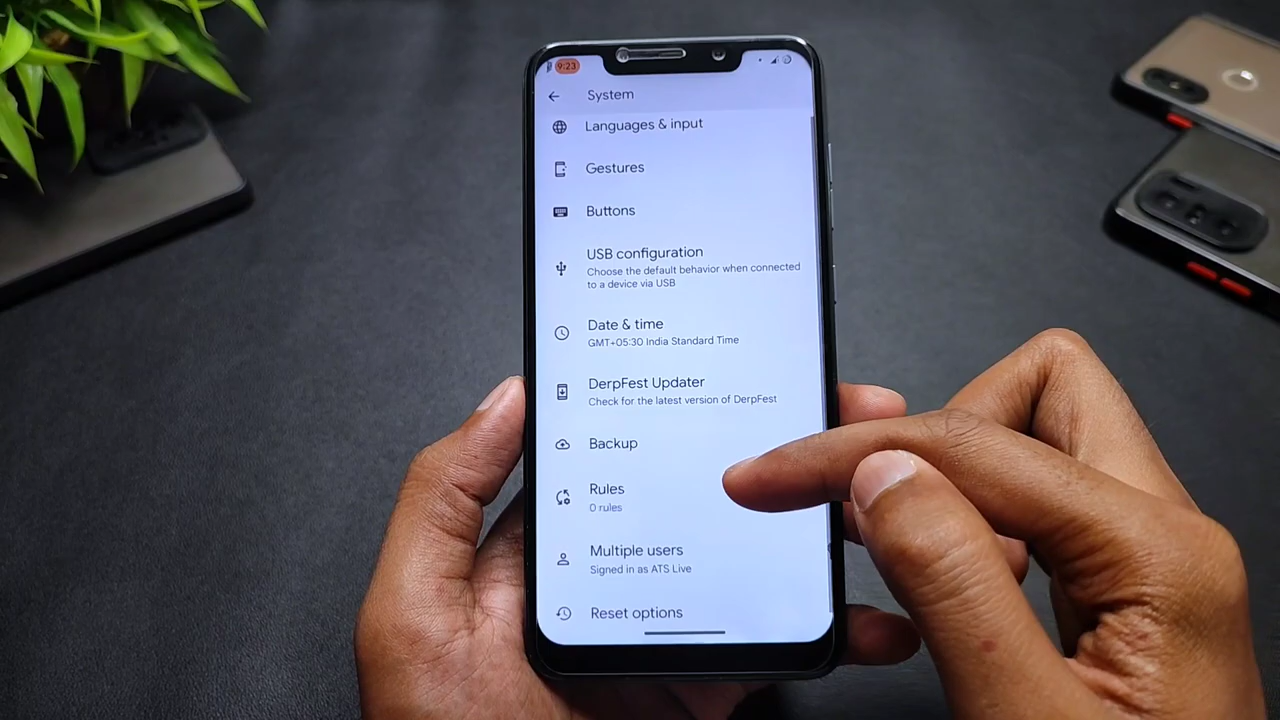 9:23
System
Languages & input
Gestures
Buttons
USB configuration
Choose the default behavior when connected
to a device via USB
Date & time
GMT+05:30 India Standard Time
DerpFest Updater
Check for the latest version of DerpFest
Backup
Rules
0 rules
Multiple users
Signed in as ATS Live
Reset options